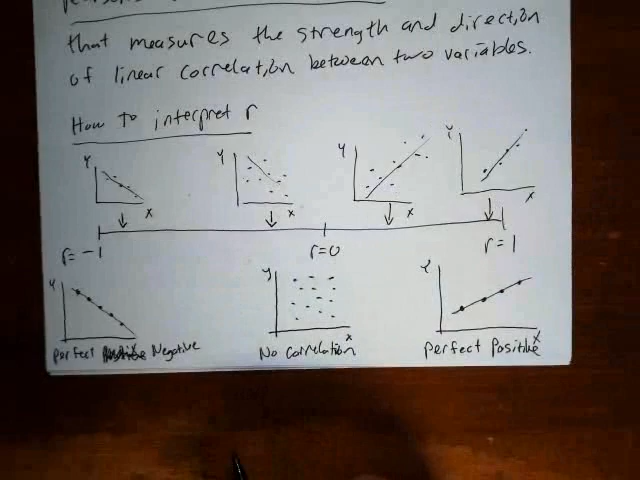 that measures the strength and direction
of linear correlation between two variables.
How to interpret r
Y Y Y Y
X X X X
r=-1 r=0 r=1
Y Y Y
X X X
Perfect Negative No Correlation Perfect Positive